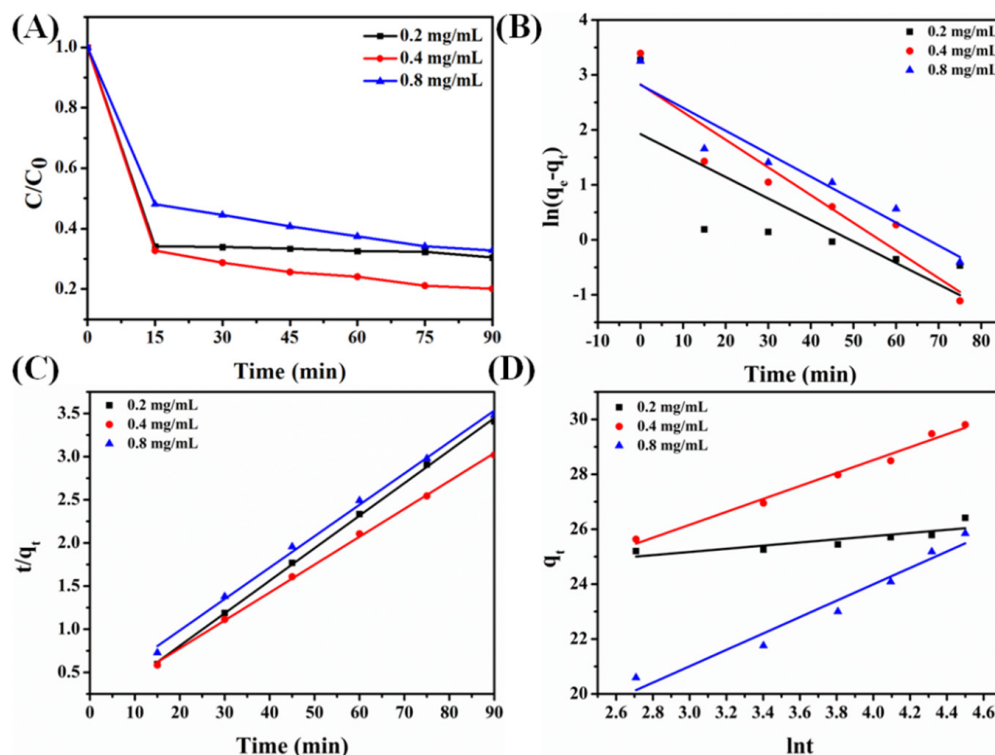 (A)
0.2 mg/mL
0.4 mg/mL
0.8 mg/mL
C/C0
1.0
0.8
0.6
0.4
0.2
0 15 30 45 60 75 90
Time (min)
(B)
0.2 mg/mL
0.4 mg/mL
0.8 mg/mL
ln(qe-qt)
4
3
2
1
0
-1
-10 0 10 20 30 40 50 60 70 80
Time (min)
(C)
0.2 mg/mL
0.4 mg/mL
0.8 mg/mL
t/qt
3.5
3.0
2.5
2.0
1.5
1.0
0.5
0 15 30 45 60 75 90
Time (min)
(D)
0.2 mg/mL
0.4 mg/mL
0.8 mg/mL
qt
30
28
26
24
22
20
2.6 2.8 3.0 3.2 3.4 3.6 3.8 4.0 4.2 4.4 4.6
lnt